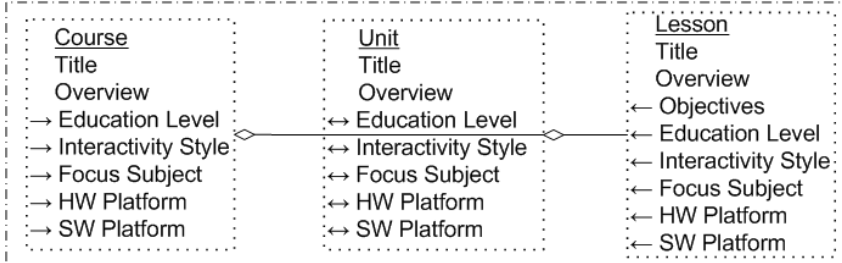 Course
Title
Overview
→ Education Level
→ Interactivity Style
→ Focus Subject
→ HW Platform
→ SW Platform
Unit
Title
Overview
↔ Education Level
↔ Interactivity Style
↔ Focus Subject
↔ HW Platform
↔ SW Platform
Lesson
Title
Overview
← Objectives
← Education Level
← Interactivity Style
← Focus Subject
← HW Platform
← SW Platform